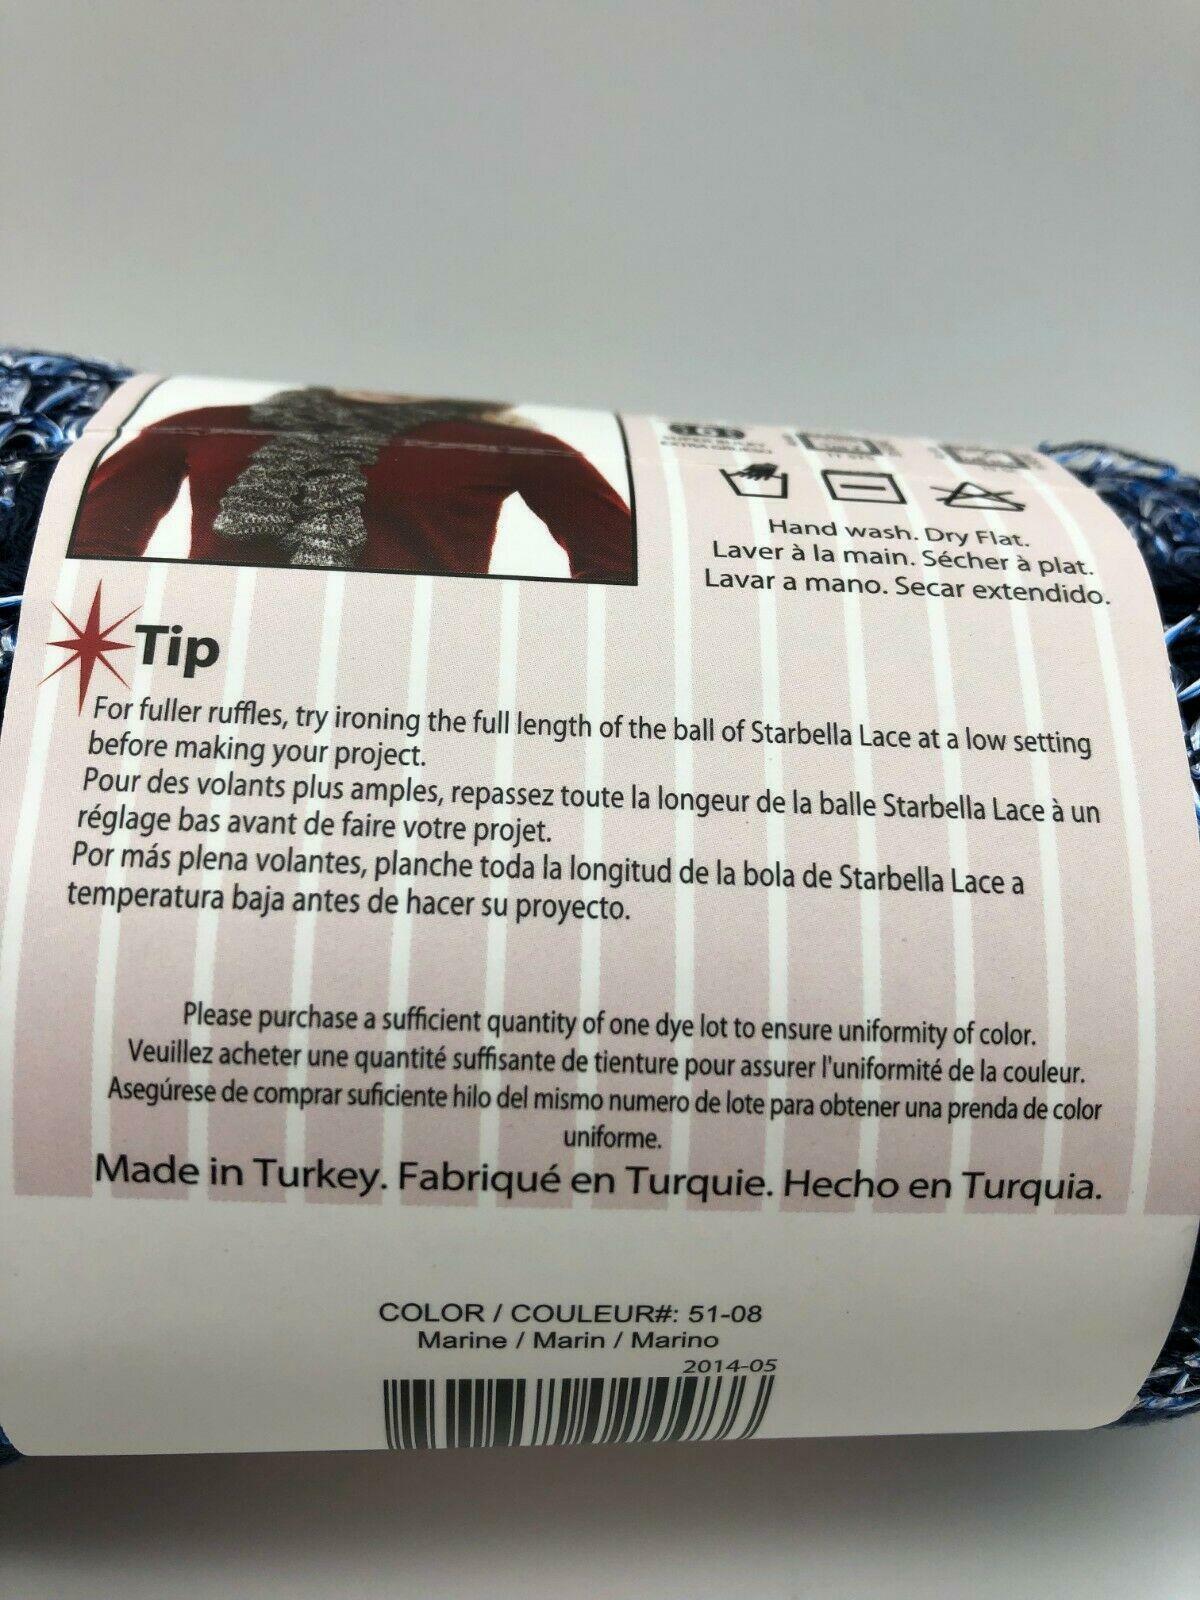 SUPER BULKY
Hand wash. Dry Flat.
Laver à la main. Sécher à plat.
Lavar a mano. Secar extendido.
Tip
For fuller ruffles, try ironing the full length of the ball of Starbella Lace at a low setting
before making your project.
Pour des volants plus amples, repassez toute la longeur de la balle Starbella Lace à un
réglage bas avant de faire votre projet.
Por más plena volantes, planche toda la longitud de la bola de Starbella Lace a
temperatura baja antes de hacer su proyecto.
Please purchase a sufficient quantity of one dye lot to ensure uniformity of color.
Veuillez acheter une quantité suffisante de tienture pour assurer l'uniformité de la couleur.
Asegúrese de comprar suficiente hilo del mismo numero de lote para obtener una prenda de color
uniforme.
Made in Turkey. Fabriqué en Turquie. Hecho en Turquia.
COLOR / COULEUR#: 51-08
Marine / Marin / Marino
2014-05